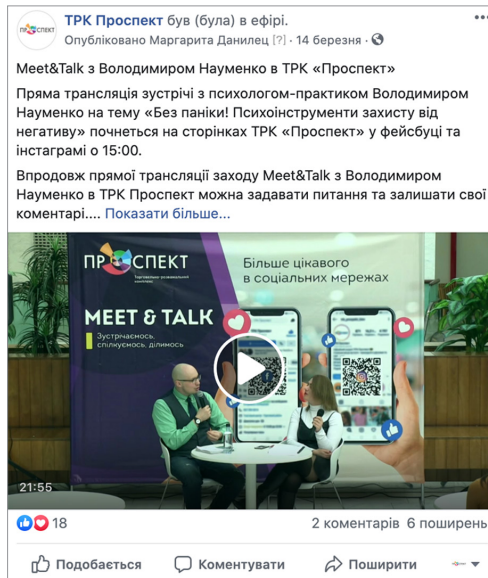 ТРК Проспект був (була) в ефірі.
Опубліковано Маргарита Данилец [?] · 14 березня ·
Meet&Talk з Володимиром Науменко в ТРК «Проспект»
Пряма трансляція зустрічі з психологом-практиком Володимиром
Науменко на тему «Без паніки! Психоінструменти захисту від
негативу» почнеться на сторінках ТРК «Проспект» у фейсбуці та
інстаграмі о 15:00.
Впродовж прямої трансляції заходу Meet&Talk з Володимиром
Науменко в ТРК Проспект можна задавати питання та залишати свої
коментарі.... Показати більше...
ПРОСПЕКТ
Торговельно-розважальний
комплекс
Більше цікавого
в соціальних мережах
MEET & TALK
Зустрічаємось,
спілкуємось, ділимось
21:55
18
2 коментарів 6 поширень
Подобається
Коментувати
Поширити